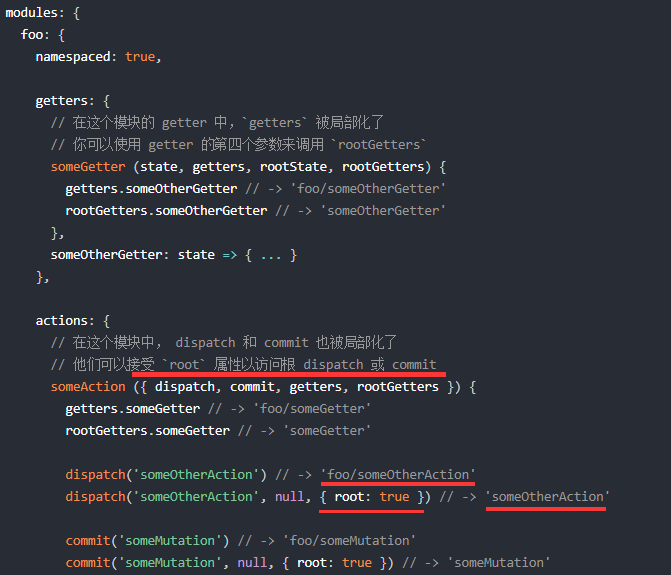 modules: {
  foo: {
    namespaced: true,

    getters: {
      // 在这个模块的 getter 中，`getters` 被局部化了
      // 你可以使用 getter 的第四个参数来调用 `rootGetters`
      someGetter (state, getters, rootState, rootGetters) {
        getters.someOtherGetter // -> 'foo/someOtherGetter'
        rootGetters.someOtherGetter // -> 'someOtherGetter'
      },
      someOtherGetter: state => { ... }
    },

    actions: {
      // 在这个模块中， dispatch 和 commit 也被局部化了
      // 他们可以接受 `root` 属性以访问根 dispatch 或 commit
      someAction ({ dispatch, commit, getters, rootGetters }) {
        getters.someGetter // -> 'foo/someGetter'
        rootGetters.someGetter // -> 'someGetter'

        dispatch('someOtherAction') // -> 'foo/someOtherAction'
        dispatch('someOtherAction', null, { root: true }) // -> 'someOtherAction'

        commit('someMutation') // -> 'foo/someMutation'
        commit('someMutation', null, { root: true }) // -> 'someMutation'